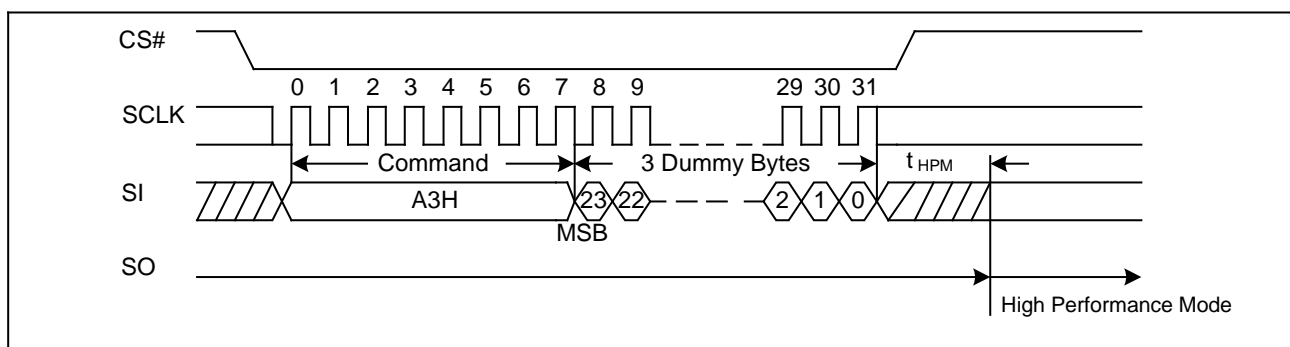 CS#
0 1 2 3 4 5 6 7 8 9 29 30 31
SCLK
Command 3 Dummy Bytes t HPM
SI A3H 23 22 2 1 0
MSB
SO
High Performance Mode